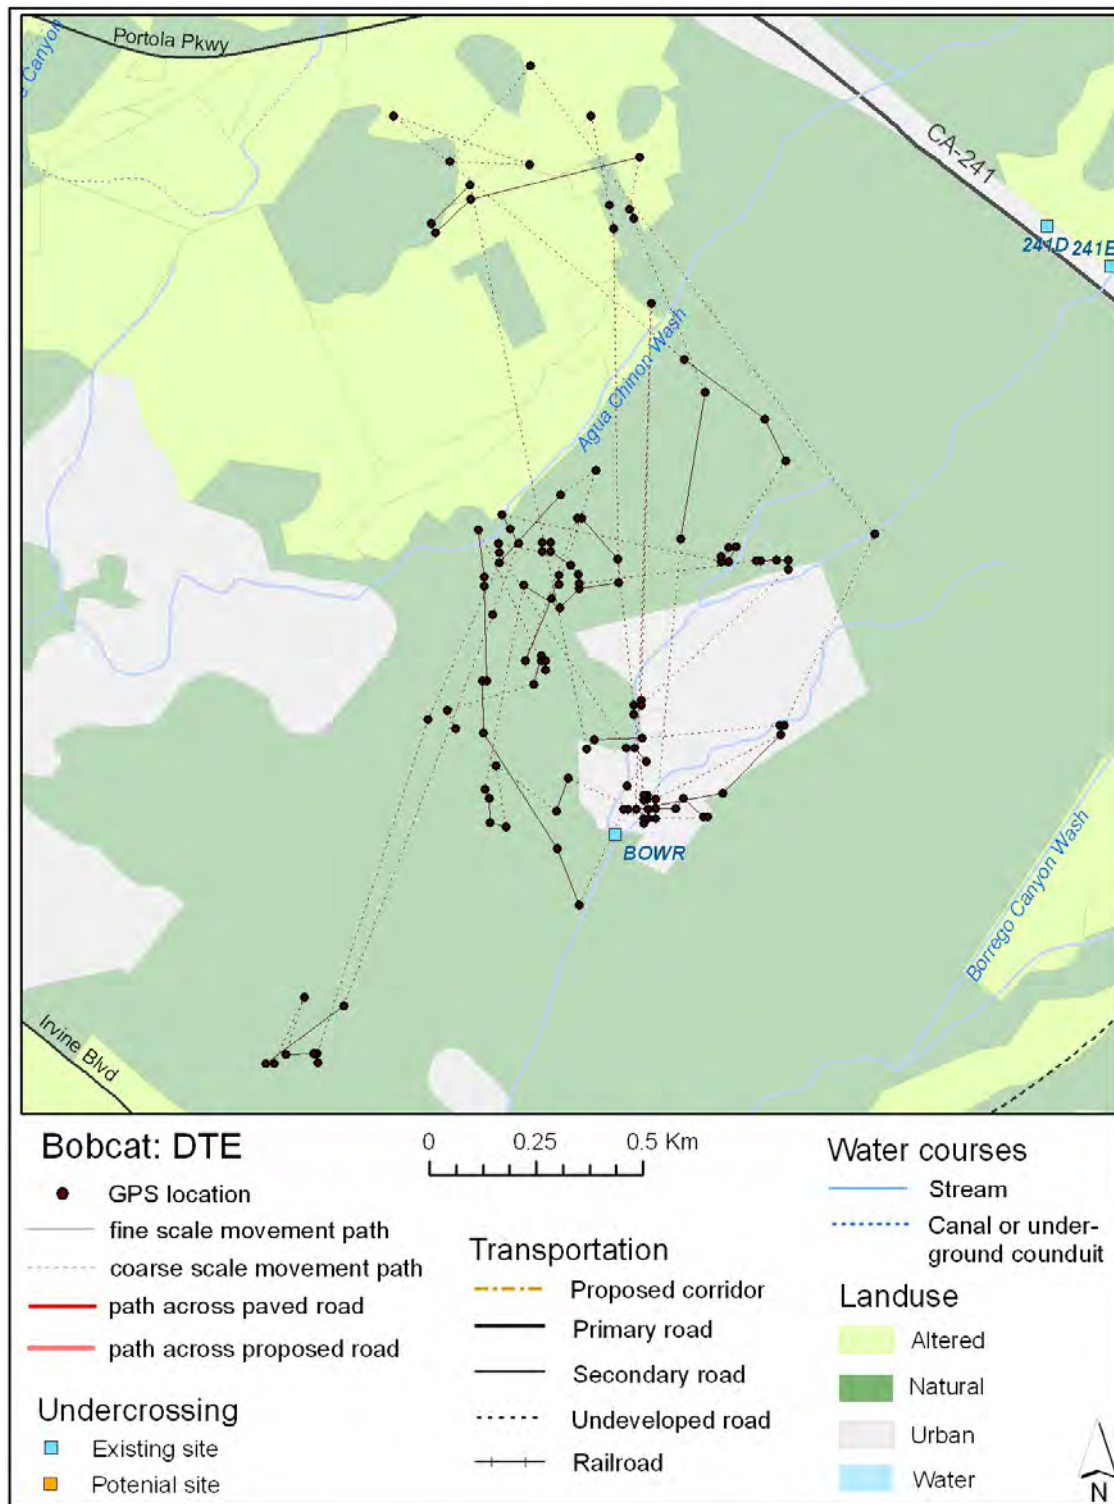 Portola Pkwy
e Canyon
CA-241
241D 241E
Agua Chinon Wash
BOWR
Borrego Canyon Wash
Irvine Blvd
Bobcat: DTE
GPS location
fine scale movement path
coarse scale movement path
path across paved road
path across proposed road
Undercrossing
Existing site
Potenial site
0 0.25 0.5 Km
Transportation
Proposed corridor
Primary road
Secondary road
Undeveloped road
Railroad
Water courses
Stream
Canal or under-
ground counduit
Landuse
Altered
Natural
Urban
Water
N